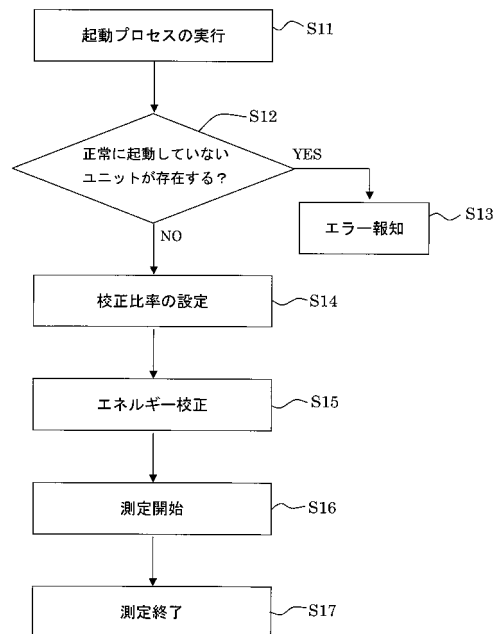 起動プロセスの実行
S11
S12
正常に起動していない
ユニットが存在する？
YES
エラー報知
S13
NO
校正比率の設定
S14
エネルギー校正
S15
測定開始
S16
測定終了
S17